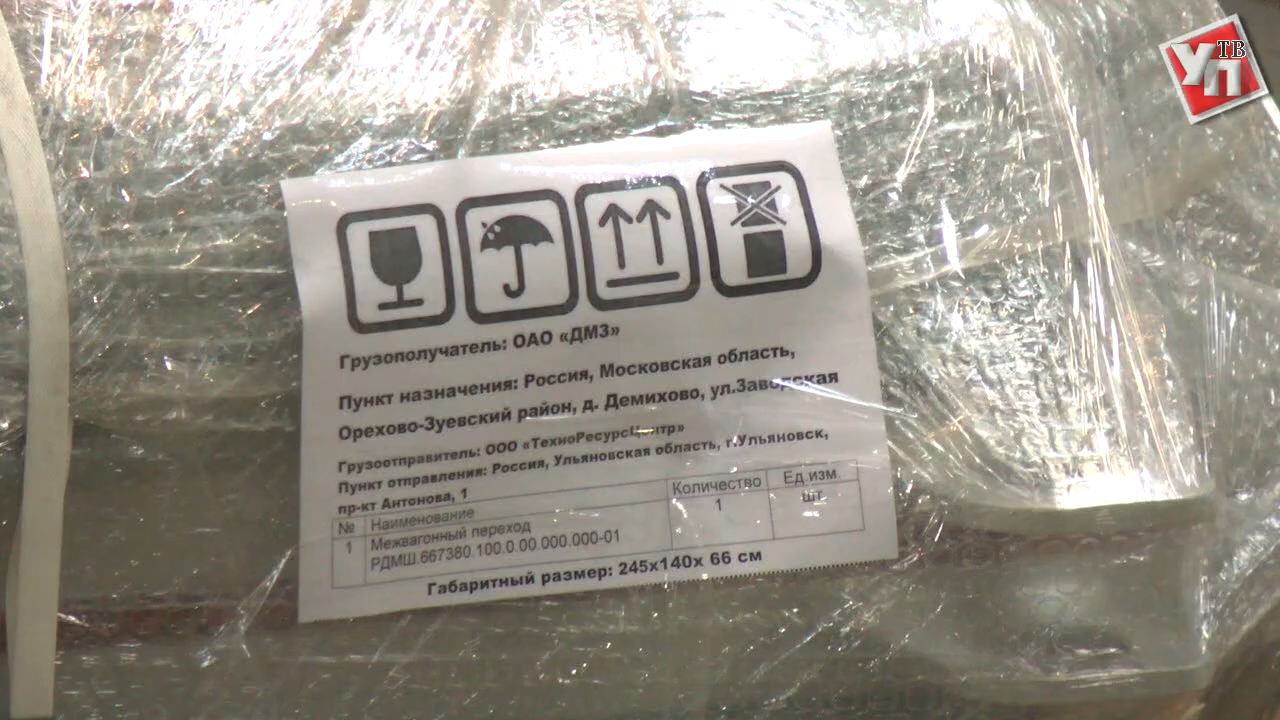 УП ТВ
Грузополучатель: ОАО «ДМЗ»
Пункт назначения: Россия, Московская область,
Орехово-Зуевский район, д. Демихово, ул.Заводская
Грузоотправитель: ООО «ТехноРесурсЦентр»
Пункт отправления: Россия, Ульяновская область, г.Ульяновск,
пр-кт Антонова, 1
№ Наименование Количество Ед.изм.
1 Межвагонный переход 1 шт
РДМШ.667380.100.0.00.000.000-01
Габаритный размер: 245х140х 66 см